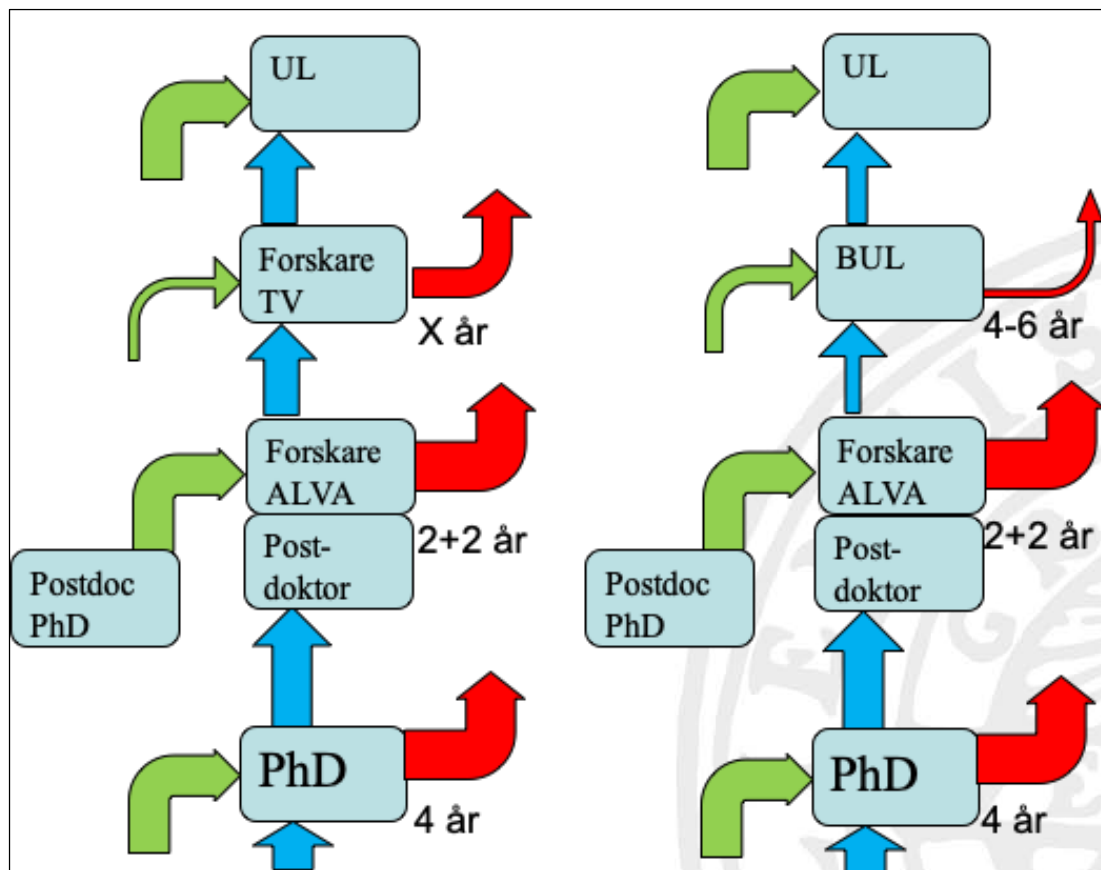 UL
Forskare
TV
X år
Forskare
ALVA
2+2 år
Post-
doktor
Postdoc
PhD
PhD
4 år
UL
BUL
4-6 år
Forskare
ALVA
2+2 år
Post-
doktor
Postdoc
PhD
PhD
4 år